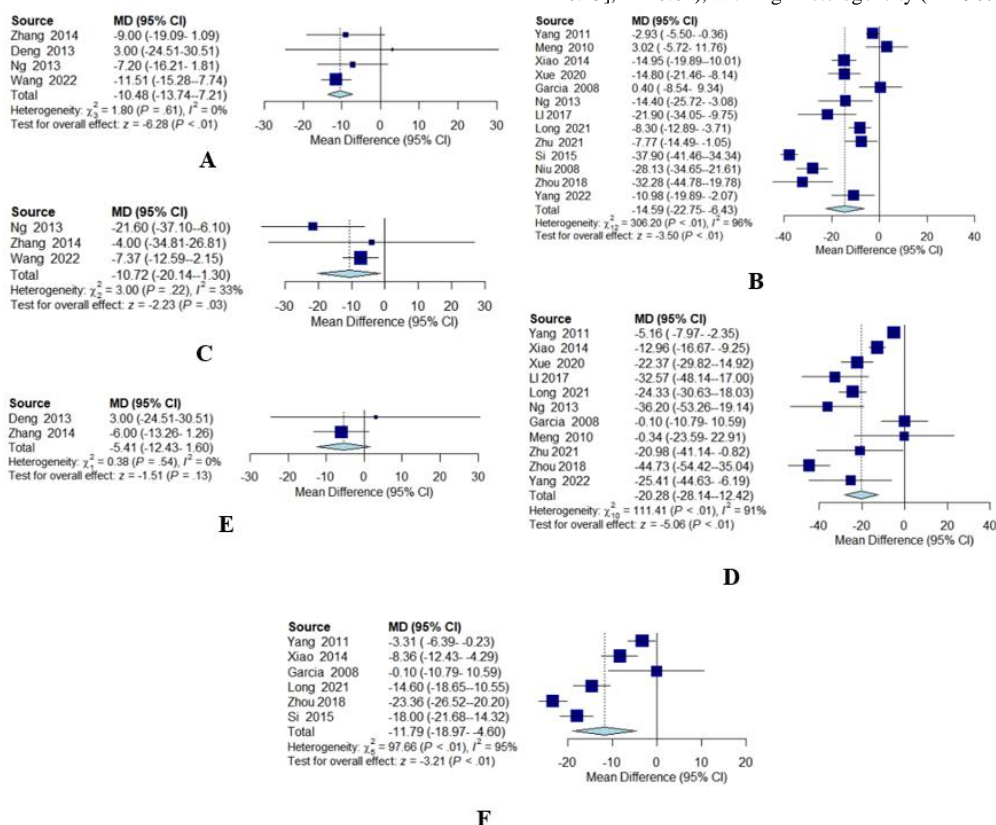 Source MD (95% CI)
Zhang 2014 -9.00 (-19.09- 1.09)
Deng 2013 3.00 (-24.51-30.51)
Ng 2013 -7.20 (-16.21- 1.81)
Wang 2022 -11.51 (-15.28--7.74)
Total -10.48 (-13.74--7.21)
Heterogeneity: χ²₃ = 1.80 (P = .61), I² = 0%
Test for overall effect: z = -6.28 (P < .01)
-30 -20 -10 0 10 20 30
Mean Difference (95% CI)
A
Source MD (95% CI)
Yang 2011 -2.93 (-5.50- -0.36)
Meng 2010 3.02 (-5.72- 11.76)
Xiao 2014 -14.95 (-19.89--10.01)
Xue 2020 -14.80 (-21.46- -8.14)
Garcia 2008 0.40 (-8.54- 9.34)
Ng 2013 -14.40 (-25.72- -3.08)
LI 2017 -21.90 (-34.05- -9.75)
Long 2021 -8.30 (-12.89- -3.71)
Zhu 2021 -7.77 (-14.49- -1.05)
Si 2015 -37.90 (-41.46--34.34)
Niu 2008 -28.13 (-34.65--21.61)
Zhou 2018 -32.28 (-44.78--19.78)
Yang 2022 -10.98 (-19.89- -2.07)
Total -14.59 (-22.75- -6.43)
Heterogeneity: χ²₁₂ = 306.20 (P < .01), I² = 96%
Test for overall effect: z = -3.50 (P < .01)
-40 -20 0 20 40
Mean Difference (95% CI)
B
Source MD (95% CI)
Ng 2013 -21.60 (-37.10--6.10)
Zhang 2014 -4.00 (-34.81-26.81)
Wang 2022 -7.37 (-12.59--2.15)
Total -10.72 (-20.14--1.30)
Heterogeneity: χ²₂ = 3.00 (P = .22), I² = 33%
Test for overall effect: z = -2.23 (P = .03)
-30 -20 -10 0 10 20 30
Mean Difference (95% CI)
C
Source MD (95% CI)
Yang 2011 -5.16 (-7.97- -2.35)
Xiao 2014 -12.96 (-16.67- -9.25)
Xue 2020 -22.37 (-29.82--14.92)
LI 2017 -32.57 (-48.14--17.00)
Long 2021 -24.33 (-30.63--18.03)
Ng 2013 -36.20 (-53.26--19.14)
Garcia 2008 -0.10 (-10.79- 10.59)
Meng 2010 -0.34 (-23.59- 22.91)
Zhu 2021 -20.98 (-41.14- -0.82)
Zhou 2018 -44.73 (-54.42--35.04)
Yang 2022 -25.41 (-44.63- -6.19)
Total -20.28 (-28.14--12.42)
Heterogeneity: χ²₁₀ = 111.41 (P < .01), I² = 91%
Test for overall effect: z = -5.06 (P < .01)
-40 -20 0 20 40
Mean Difference (95% CI)
D
Source MD (95% CI)
Deng 2013 3.00 (-24.51-30.51)
Zhang 2014 -6.00 (-13.26- 1.26)
Total -5.41 (-12.43- 1.60)
Heterogeneity: χ²₁ = 0.38 (P = .54), I² = 0%
Test for overall effect: z = -1.51 (P = .13)
-30 -20 -10 0 10 20 30
Mean Difference (95% CI)
E
Source MD (95% CI)
Yang 2011 -3.31 (-6.39- -0.23)
Xiao 2014 -8.36 (-12.43- -4.29)
Garcia 2008 -0.10 (-10.79- 10.59)
Long 2021 -14.60 (-18.65--10.55)
Zhou 2018 -23.36 (-26.52--20.20)
Si 2015 -18.00 (-21.68--14.32)
Total -11.79 (-18.97- -4.60)
Heterogeneity: χ²₅ = 97.66 (P < .01), I² = 95%
Test for overall effect: z = -3.21 (P < .01)
-20 -10 0 10 20
Mean Difference (95% CI)
F